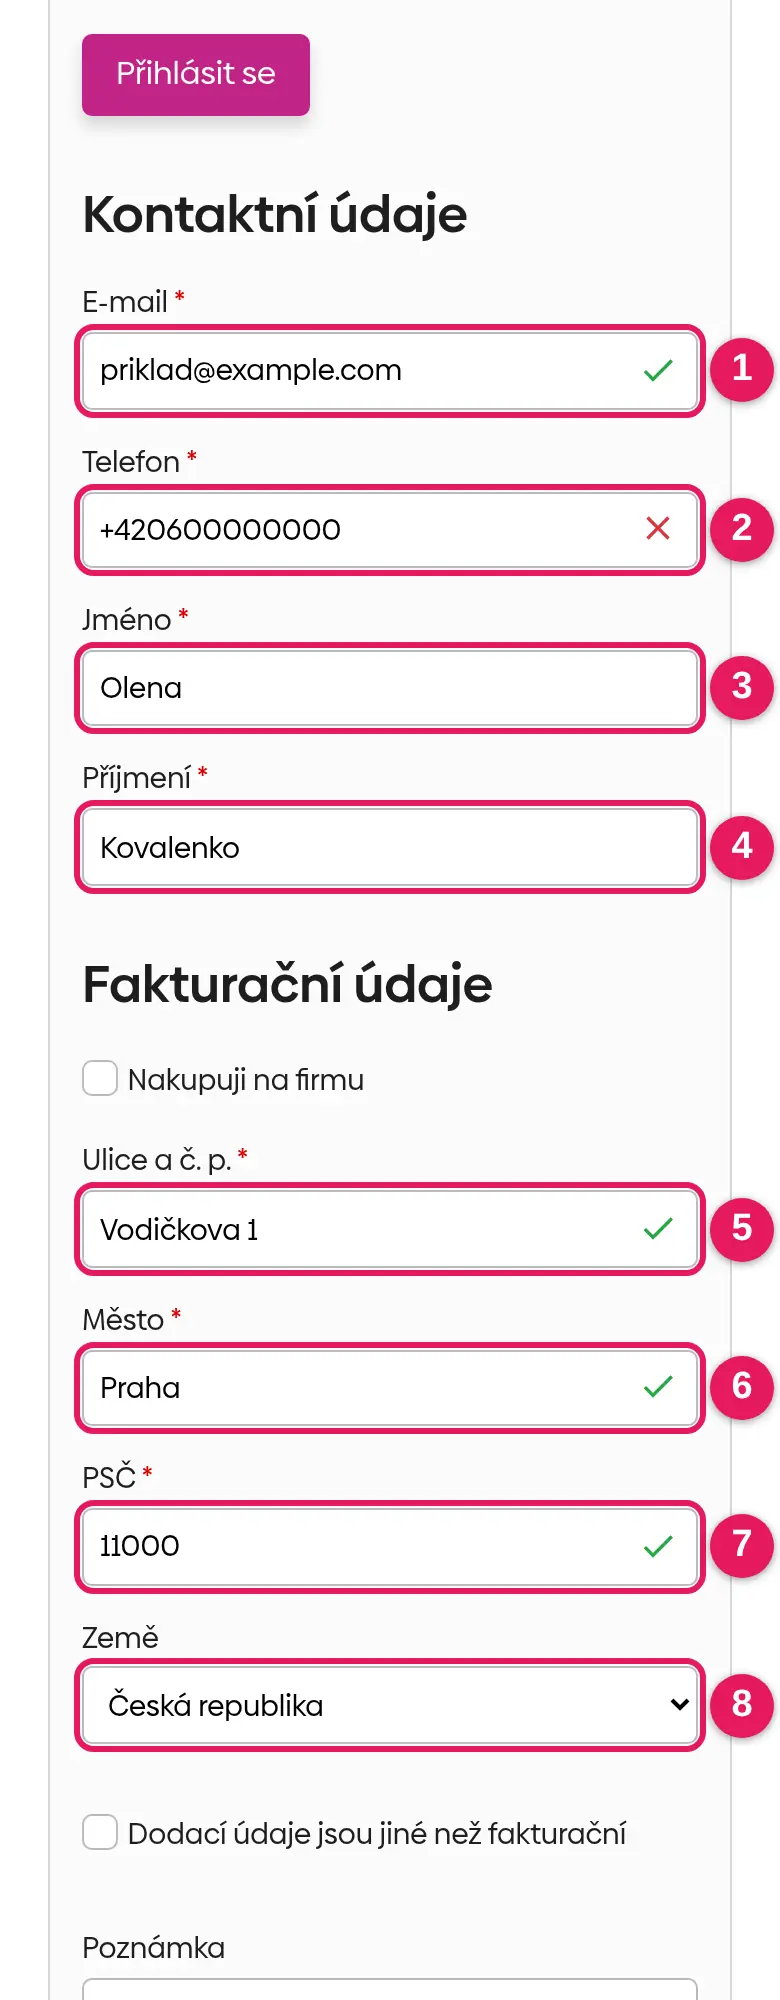 Přihlásit se
Kontaktní údaje
E-mail *
priklad@example.com
1
Telefon *
+420600000000
2
Jméno *
Olena
3
Příjmení *
Kovalenko
4
Fakturační údaje
Nakupuji na firmu
Ulice a č. p. *
Vodičkova 1
5
Město *
Praha
6
PSČ *
11000
7
Země
Česká republika
8
Dodací údaje jsou jiné než fakturační
Poznámka